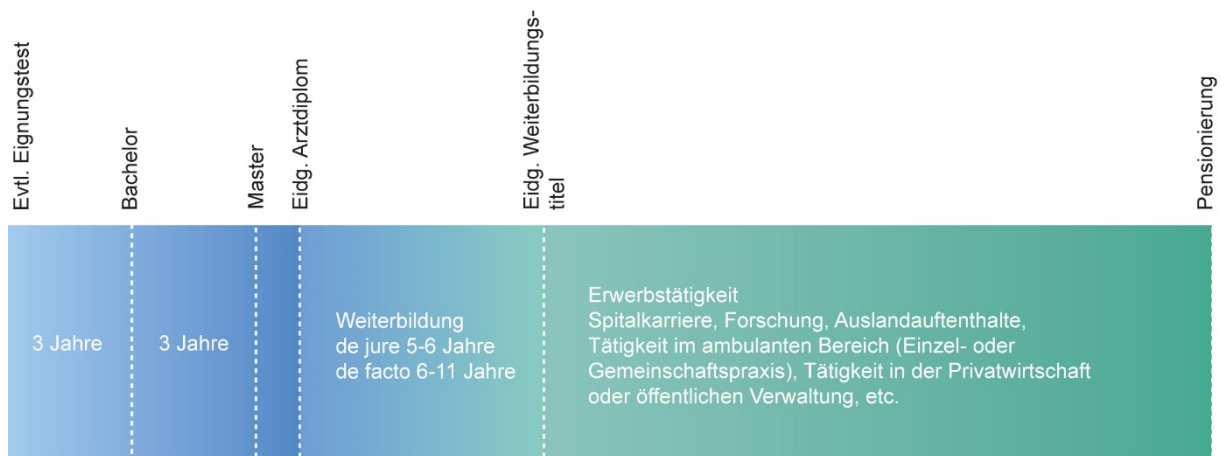 Evtl. Eignungstest
Bachelor
Master
Eidg. Arztdiplom
Eidg. Weiterbildungs-
titel
Pensionierung
3 Jahre
3 Jahre
Weiterbildung
de jure 5-6 Jahre
de facto 6-11 Jahre
Erwerbstätigkeit
Spitalkarriere, Forschung, Auslandauftenthalte,
Tätigkeit im ambulanten Bereich (Einzel- oder
Gemeinschaftspraxis), Tätigkeit in der Privatwirtschaft
oder öffentlichen Verwaltung, etc.